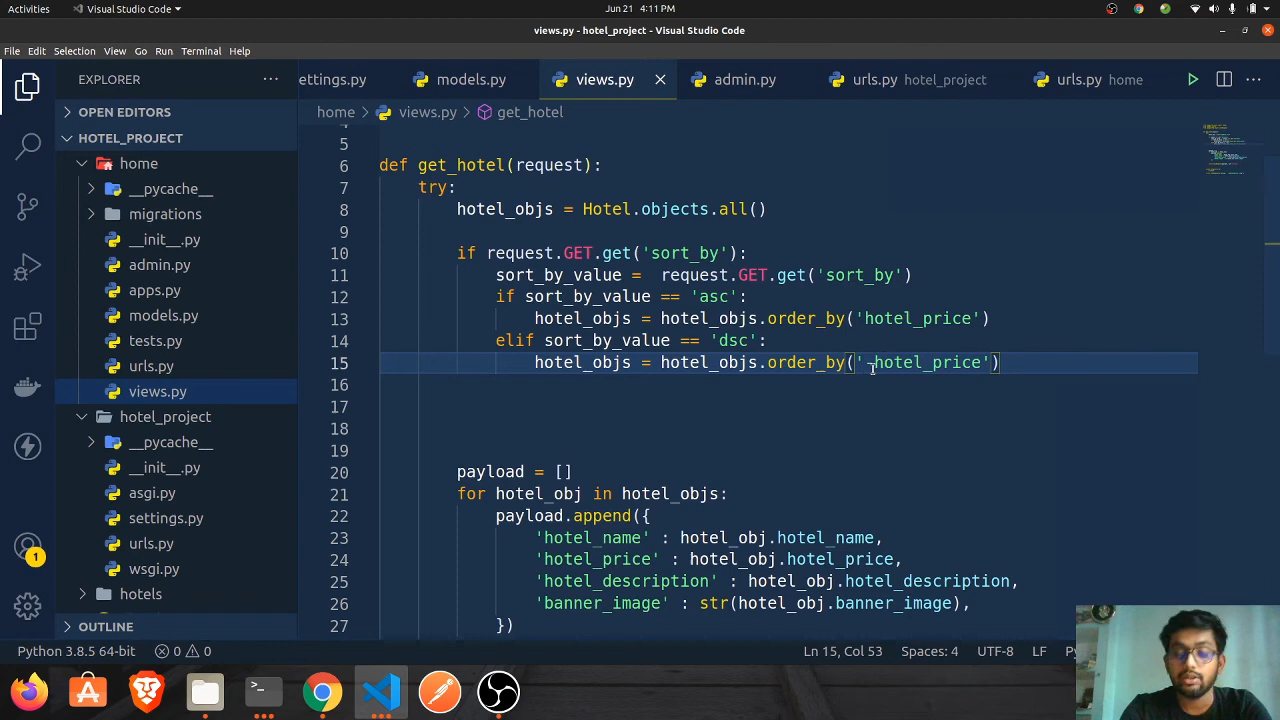 Activities
Visual Studio Code
Jun 21 4:11 PM
views.py - hotel_project - Visual Studio Code
File Edit Selection View Go Run Terminal Help
EXPLORER
ettings.py
models.py
views.py
admin.py
urls.py hotel_project
urls.py home
OPEN EDITORS
HOTEL_PROJECT
home
__pycache__
migrations
__init__.py
admin.py
apps.py
models.py
tests.py
urls.py
views.py
hotel_project
__pycache__
__init__.py
asgi.py
settings.py
urls.py
wsgi.py
hotels
OUTLINE
home views.py get_hotel
4
5
6 def get_hotel(request):
7 try:
8 hotel_objs = Hotel.objects.all()
9
10 if request.GET.get('sort_by'):
11 sort_by_value =  request.GET.get('sort_by')
12 if sort_by_value == 'asc':
13 hotel_objs = hotel_objs.order_by('hotel_price')
14 elif sort_by_value == 'dsc':
15 hotel_objs = hotel_objs.order_by('-hotel_price')
16
17
18
19
20 payload = []
21 for hotel_obj in hotel_objs:
22 payload.append({
23 'hotel_name' : hotel_obj.hotel_name,
24 'hotel_price' : hotel_obj.hotel_price,
25 'hotel_description' : hotel_obj.hotel_description,
26 'banner_image' : str(hotel_obj.banner_image),
27 })
1
Python 3.8.5 64-bit 0 0 Ln 15, Col 53 Spaces: 4 UTF-8 LF